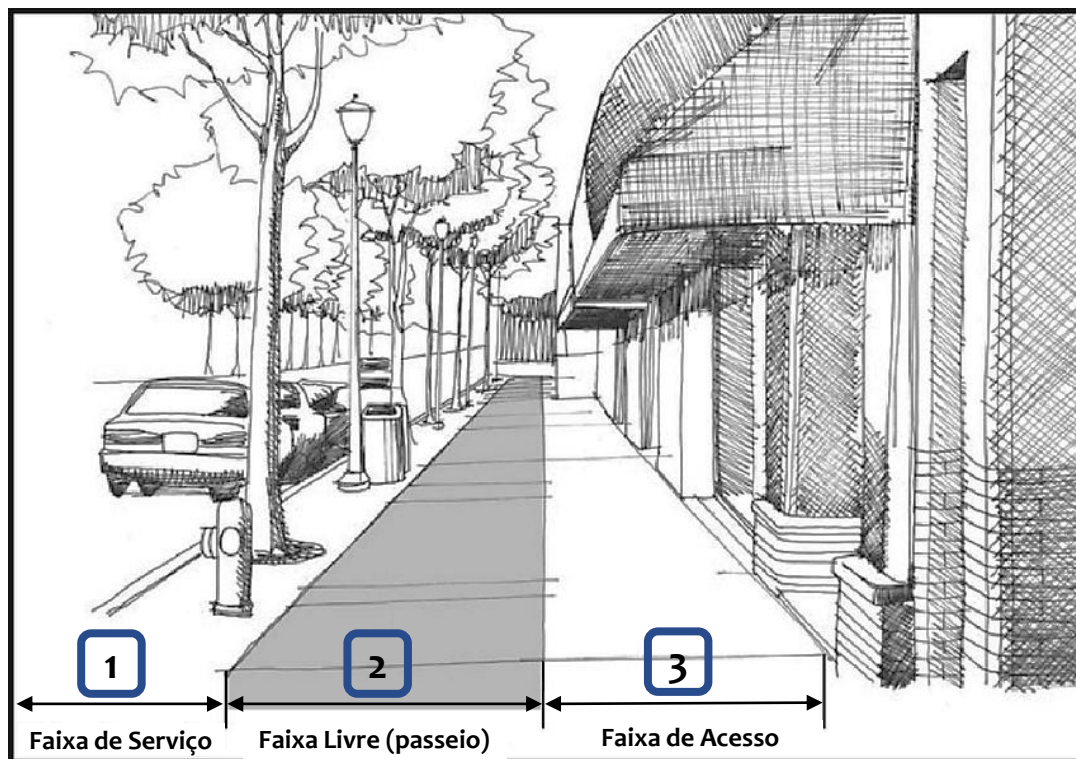 1
2
3
Faixa de Serviço
Faixa Livre (passeio)
Faixa de Acesso